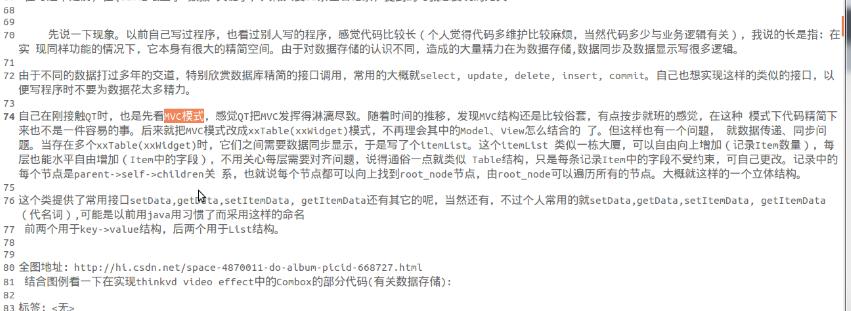 68
69
70 先说一下现象。以前自己写过程序，也看过别人写的程序，感觉代码比较长（个人觉得代码多维护比较麻烦，当然代码多少与业务逻辑有关），我说的长是指：在
实 现同样功能的情况下，它本身有很大的精简空间。由于对数据存储的认识不同，造成的大量精力在为数据存储,数据同步及数据显示写很多逻辑。
71
72 由于不同的数据打过多年的交道，特别欣赏数据库精简的接口调用，常用的大概就select, update, delete, insert, commit。自己也想实现这样的类似的接口，以
便写程序时不要为数据花太多精力。
73
74 自己在刚接触QT时，也是先看MVC模式，感觉QT把MVC发挥得淋漓尽致。随着时间的推移，发现MVC结构还是比较俗套，有点按步就班的感觉，在这种 模式下代码精简下
来也不是一件容易的事。后来就把MVC模式改成xxTable(xxWidget)模式，不再理会其中的Model、View怎么结合的 了。但这样也有一个问题， 就数据传递、同步问
题。当存在多个xxTable(xxWidget)时，它们之间需要数据同步显示，于是写了个itemList。这个itemList 类似一栋大厦，可以自由向上增加（记录Item数量），每
层也能水平自由增加（Item中的字段），不用关心每层需要对齐问题，说得通俗一点就类似 Table结构，只是每条记录Item中的字段不受约束，可自己更改。记录中的
每个节点是parent->self->children关 系，也就说每个节点都可以向上找到root_node节点，由root_node可以遍历所有的节点。大概就这样的一个立体结构。
75
76 这个类提供了常用接口setData,getData,setItemData, getItemData还有其它的呢，当然还有，不过个人常用的就setData,getData,setItemData, getItemData
（代名词）,可能是以前用java用习惯了而采用这样的命名
77 前两个用于key->value结构，后两个用于List结构。
78
79
80 全图地址：http://hi.csdn.net/space-4870011-do-album-picid-668727.html
81 结合图例看一下在实现thinkvd video effect中的Combox的部分代码(有关数据存储):
82
83 标签：<无>